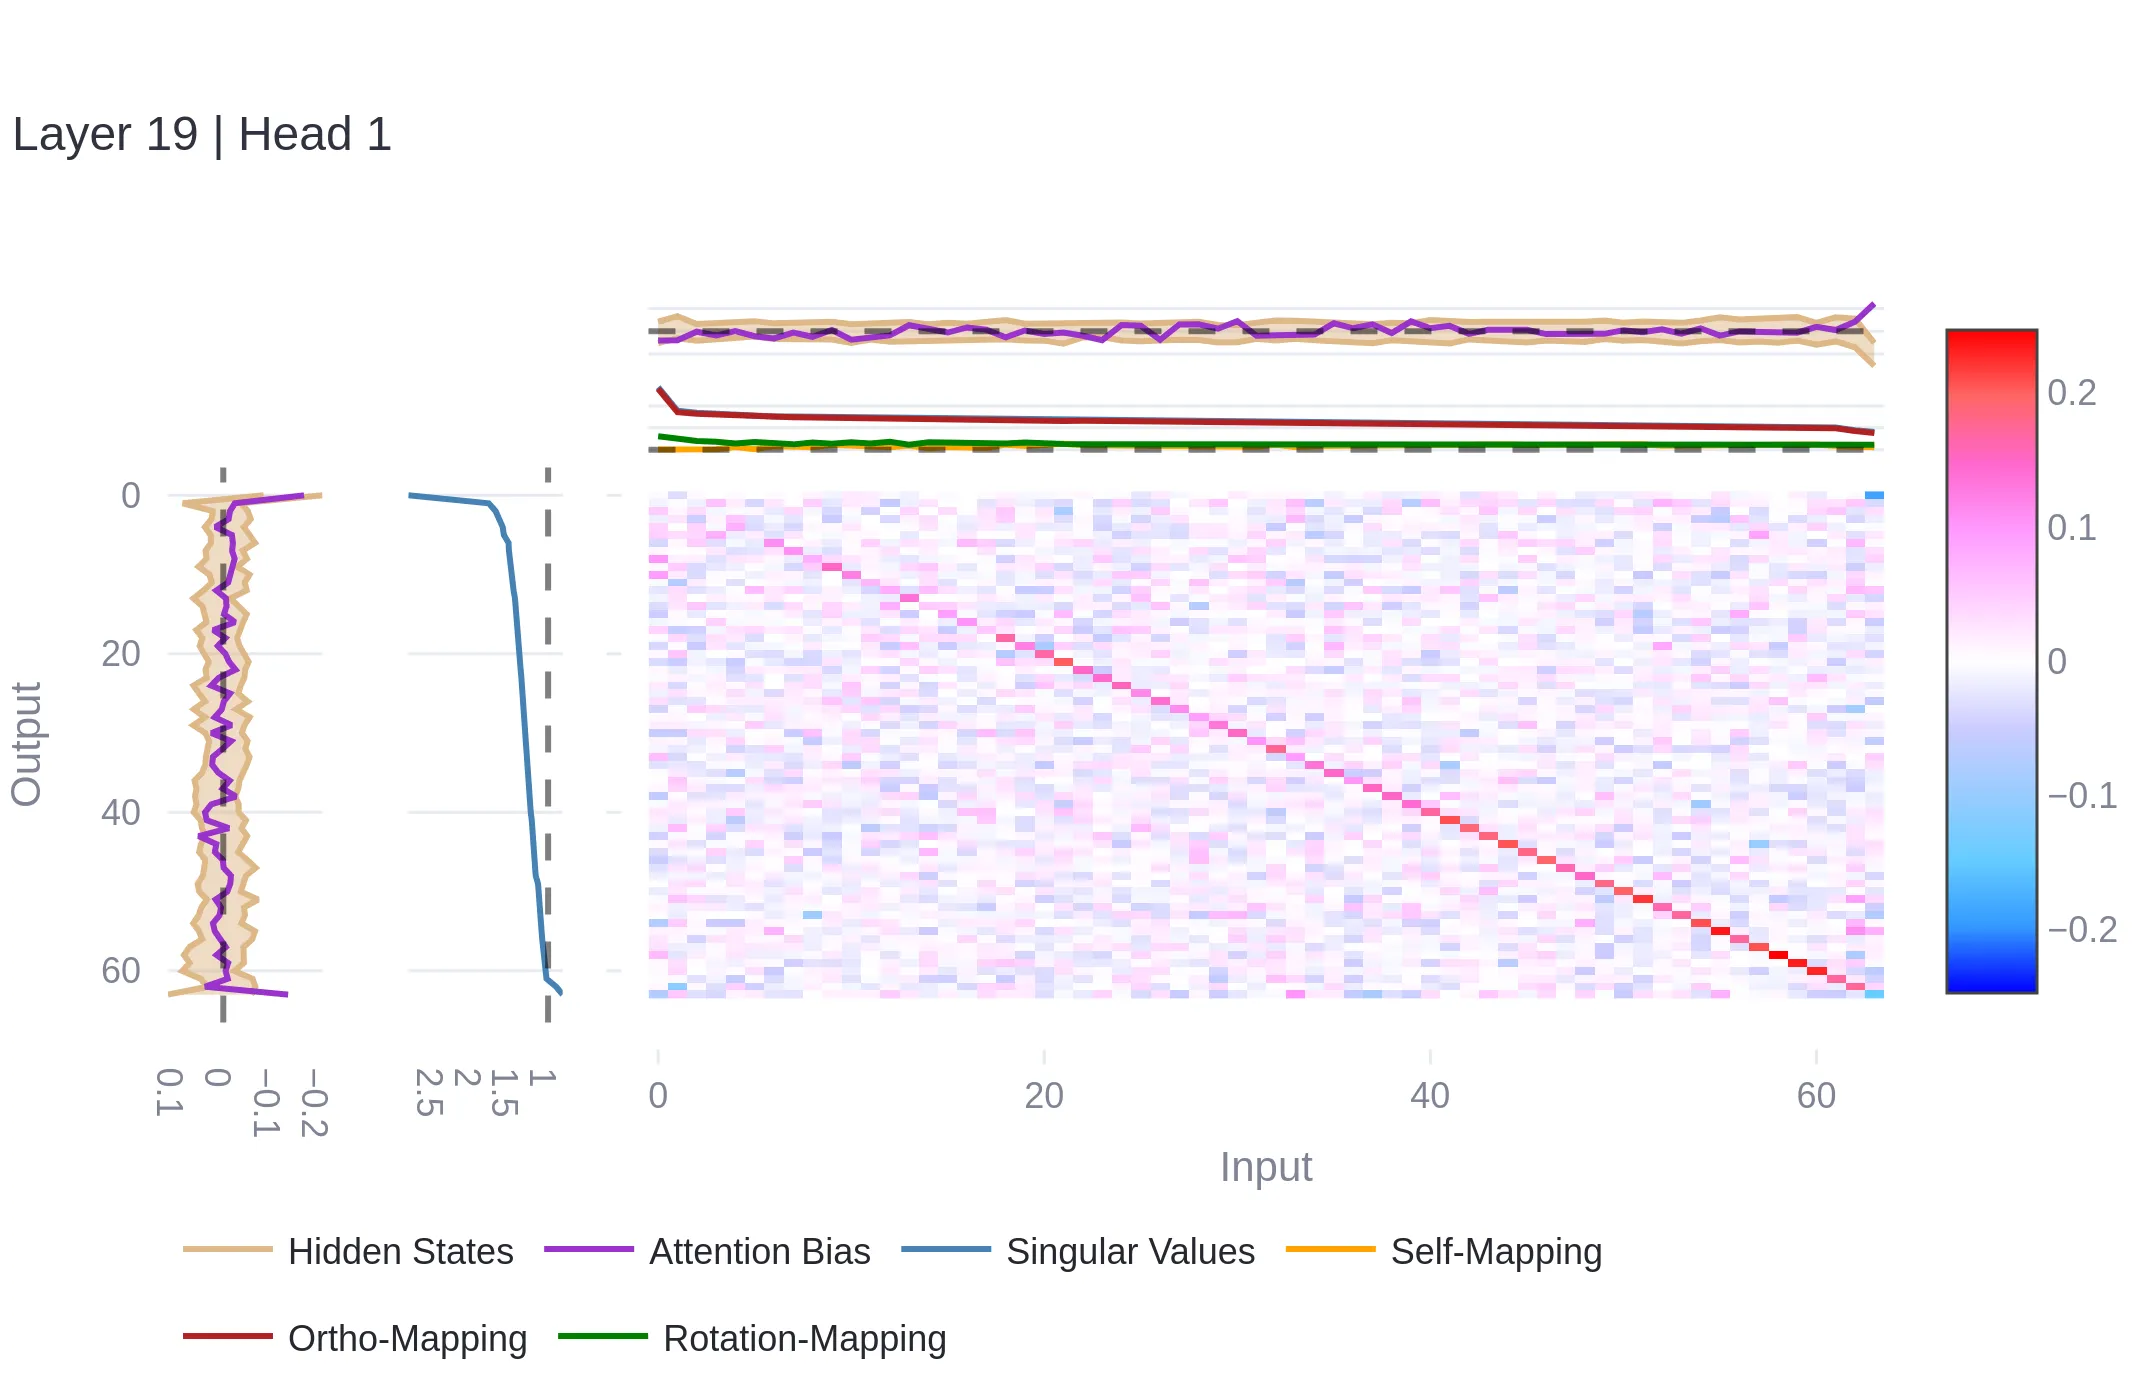 Layer 19 | Head 1
0.2
0.1
0
−0.1
−0.2
Output
0
20
40
60
0.1
0
−0.1
−0.2
2.5
2
1.5
1
0
20
40
60
Input
Hidden States
Attention Bias
Singular Values
Self-Mapping
Ortho-Mapping
Rotation-Mapping